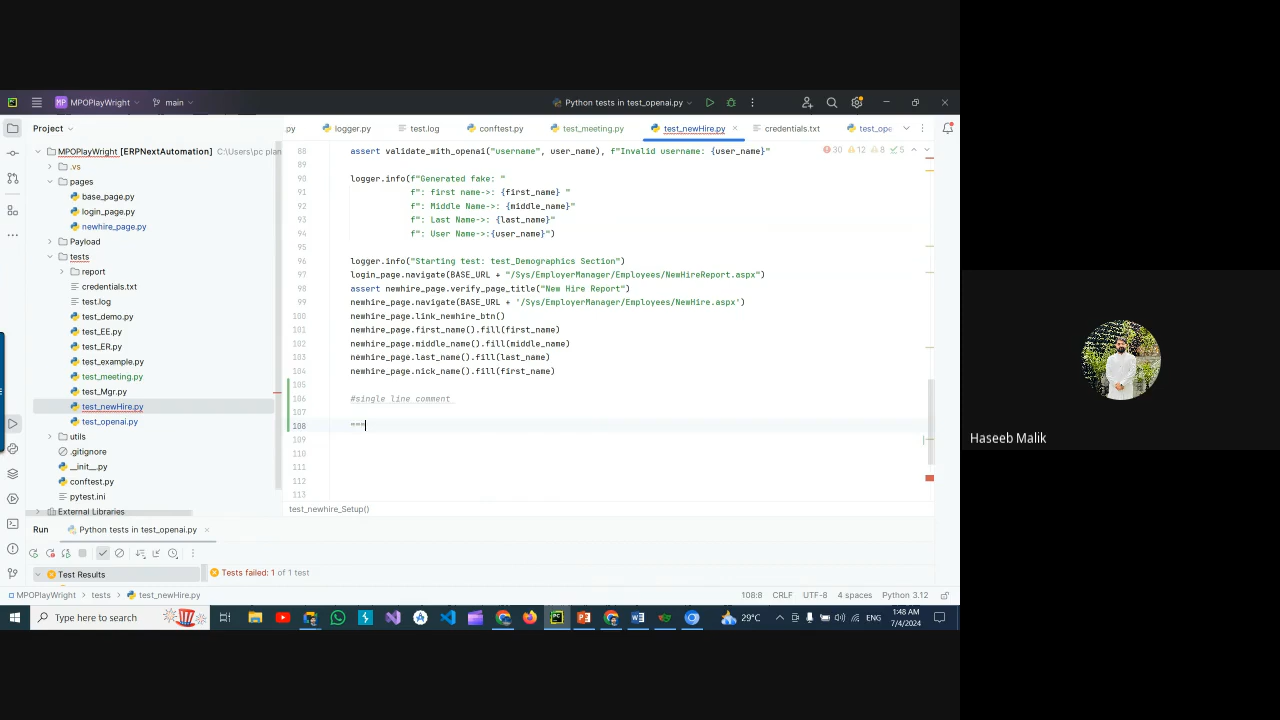 MP MPOPlayWright main Python tests in test_openai.py
Project .py logger.py test.log conftest.py test_meeting.py test_newHire.py credentials.txt test_ope
MPOPlayWright [ERPNextAutomation] C:\Users\pc plan
.vs
pages
base_page.py
login_page.py
newhire_page.py
Payload
tests
report
credentials.txt
test.log
test_demo.py
test_EE.py
test_ER.py
test_example.py
test_meeting.py
test_Mgr.py
test_newHire.py
test_openai.py
utils
.gitignore
__init__.py
conftest.py
pytest.ini
External Libraries
30 12 8 5
88 assert validate_with_openai("username", user_name), f"Invalid username: {user_name}"
89
90 logger.info(f"Generated fake: "
91 f": first name->: {first_name} "
92 f": Middle Name->: {middle_name}"
93 f": Last Name->: {last_name}"
94 f": User Name->:{user_name}")
95
96 logger.info("Starting test: test_Demographics Section")
97 login_page.navigate(BASE_URL + "/Sys/EmployerManager/Employees/NewHireReport.aspx")
98 assert newhire_page.verify_page_title("New Hire Report")
99 newhire_page.navigate(BASE_URL + '/Sys/EmployerManager/Employees/NewHire.aspx')
100 newhire_page.link_newhire_btn()
101 newhire_page.first_name().fill(first_name)
102 newhire_page.middle_name().fill(middle_name)
103 newhire_page.last_name().fill(last_name)
104 newhire_page.nick_name().fill(first_name)
105
106 #single line comment
107
108 """
109
110
111
112
113
test_newhire_Setup()
Run Python tests in test_openai.py
Test Results Tests failed: 1 of 1 test
MPOPlayWright tests test_newHire.py 108:8 CRLF UTF-8 4 spaces Python 3.12
Type here to search 29°C ENG 1:48 AM
7/4/2024
Haseeb Malik